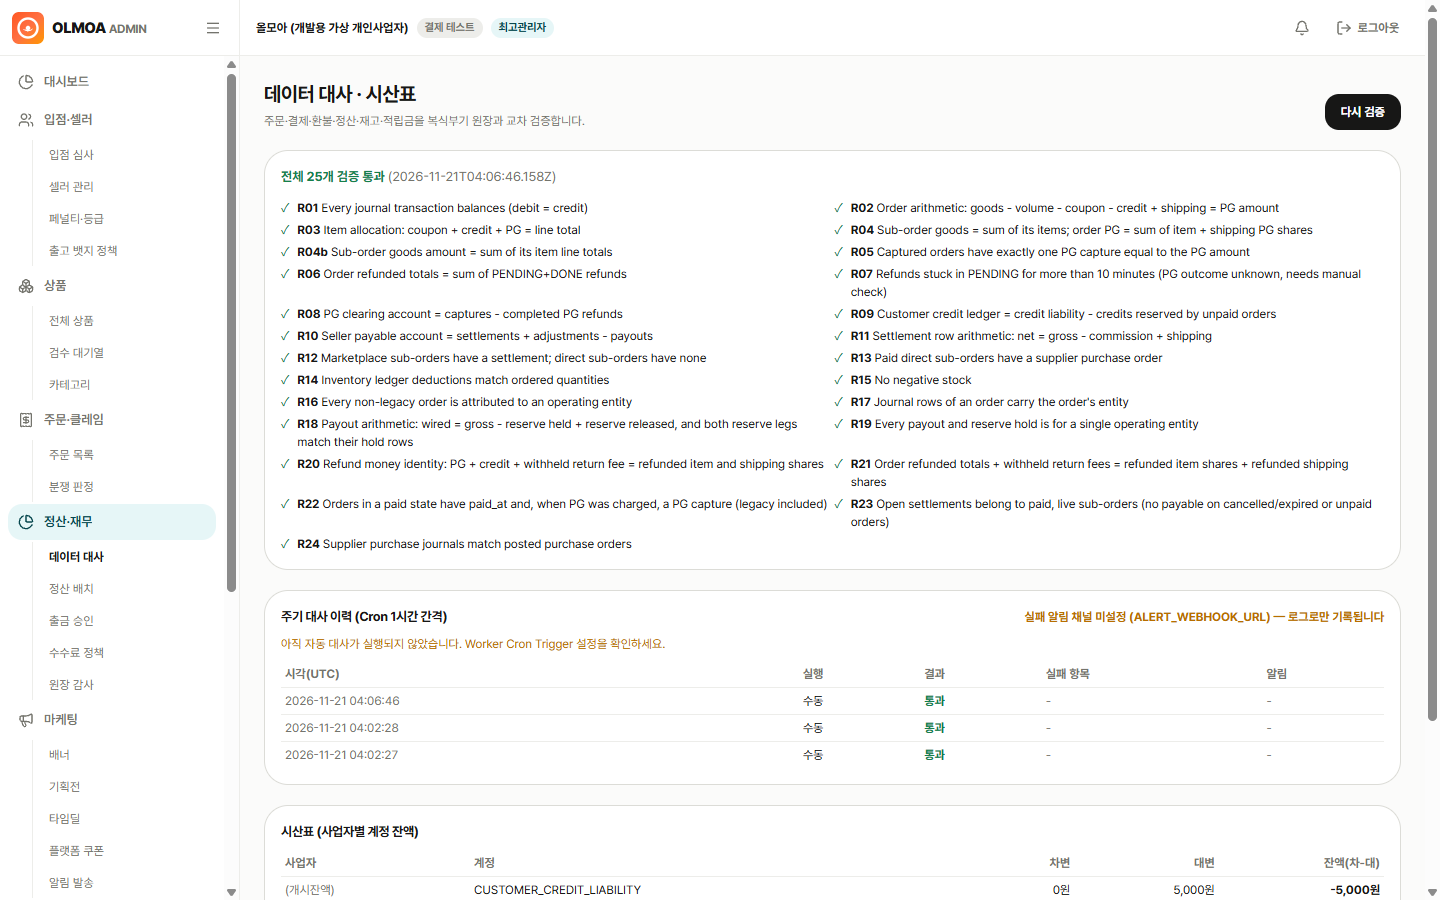 OLMOA ADMIN
올모아 (개발용 가상 개인사업자) 결제 테스트 최고관리자
로그아웃
대시보드
입점·셀러
입점 심사
셀러 관리
페널티·등급
출고 뱃지 정책
상품
전체 상품
검수 대기열
카테고리
주문·클레임
주문 목록
분쟁 판정
정산·재무
데이터 대사
정산 배치
출금 승인
수수료 정책
원장 감사
마케팅
배너
기획전
타임딜
플랫폼 쿠폰
알림 발송
데이터 대사 · 시산표
주문·결제·환불·정산·재고·적립금을 복식부기 원장과 교차 검증합니다.
다시 검증
전체 25개 검증 통과 (2026-11-21T04:06:46.158Z)
✓ R01 Every journal transaction balances (debit = credit)
✓ R02 Order arithmetic: goods - volume - coupon - credit + shipping = PG amount
✓ R03 Item allocation: coupon + credit + PG = line total
✓ R04 Sub-order goods = sum of its items; order PG = sum of item + shipping PG shares
✓ R04b Sub-order goods amount = sum of its item line totals
✓ R05 Captured orders have exactly one PG capture equal to the PG amount
✓ R06 Order refunded totals = sum of PENDING+DONE refunds
✓ R07 Refunds stuck in PENDING for more than 10 minutes (PG outcome unknown, needs manual
check)
✓ R08 PG clearing account = captures - completed PG refunds
✓ R09 Customer credit ledger = credit liability - credits reserved by unpaid orders
✓ R10 Seller payable account = settlements + adjustments - payouts
✓ R11 Settlement row arithmetic: net = gross - commission + shipping
✓ R12 Marketplace sub-orders have a settlement; direct sub-orders have none
✓ R13 Paid direct sub-orders have a supplier purchase order
✓ R14 Inventory ledger deductions match ordered quantities
✓ R15 No negative stock
✓ R16 Every non-legacy order is attributed to an operating entity
✓ R17 Journal rows of an order carry the order's entity
✓ R18 Payout arithmetic: wired = gross - reserve held + reserve released, and both reserve legs
match their hold rows
✓ R19 Every payout and reserve hold is for a single operating entity
✓ R20 Refund money identity: PG + credit + withheld return fee = refunded item and shipping shares
✓ R21 Order refunded totals + withheld return fees = refunded item shares + refunded shipping
shares
✓ R22 Orders in a paid state have paid_at and, when PG was charged, a PG capture (legacy included)
✓ R23 Open settlements belong to paid, live sub-orders (no payable on cancelled/expired or unpaid
orders)
✓ R24 Supplier purchase journals match posted purchase orders
주기 대사 이력 (Cron 1시간 간격)
실패 알림 채널 미설정 (ALERT_WEBHOOK_URL) — 로그로만 기록됩니다
아직 자동 대사가 실행되지 않았습니다. Worker Cron Trigger 설정을 확인하세요.
시각(UTC) 실행 결과 실패 항목 알림
2026-11-21 04:06:46 수동 통과 - -
2026-11-21 04:02:28 수동 통과 - -
2026-11-21 04:02:27 수동 통과 - -
시산표 (사업자별 계정 잔액)
사업자 계정 차변 대변 잔액(차-대)
(개시잔액) CUSTOMER_CREDIT_LIABILITY 0원 5,000원 -5,000원